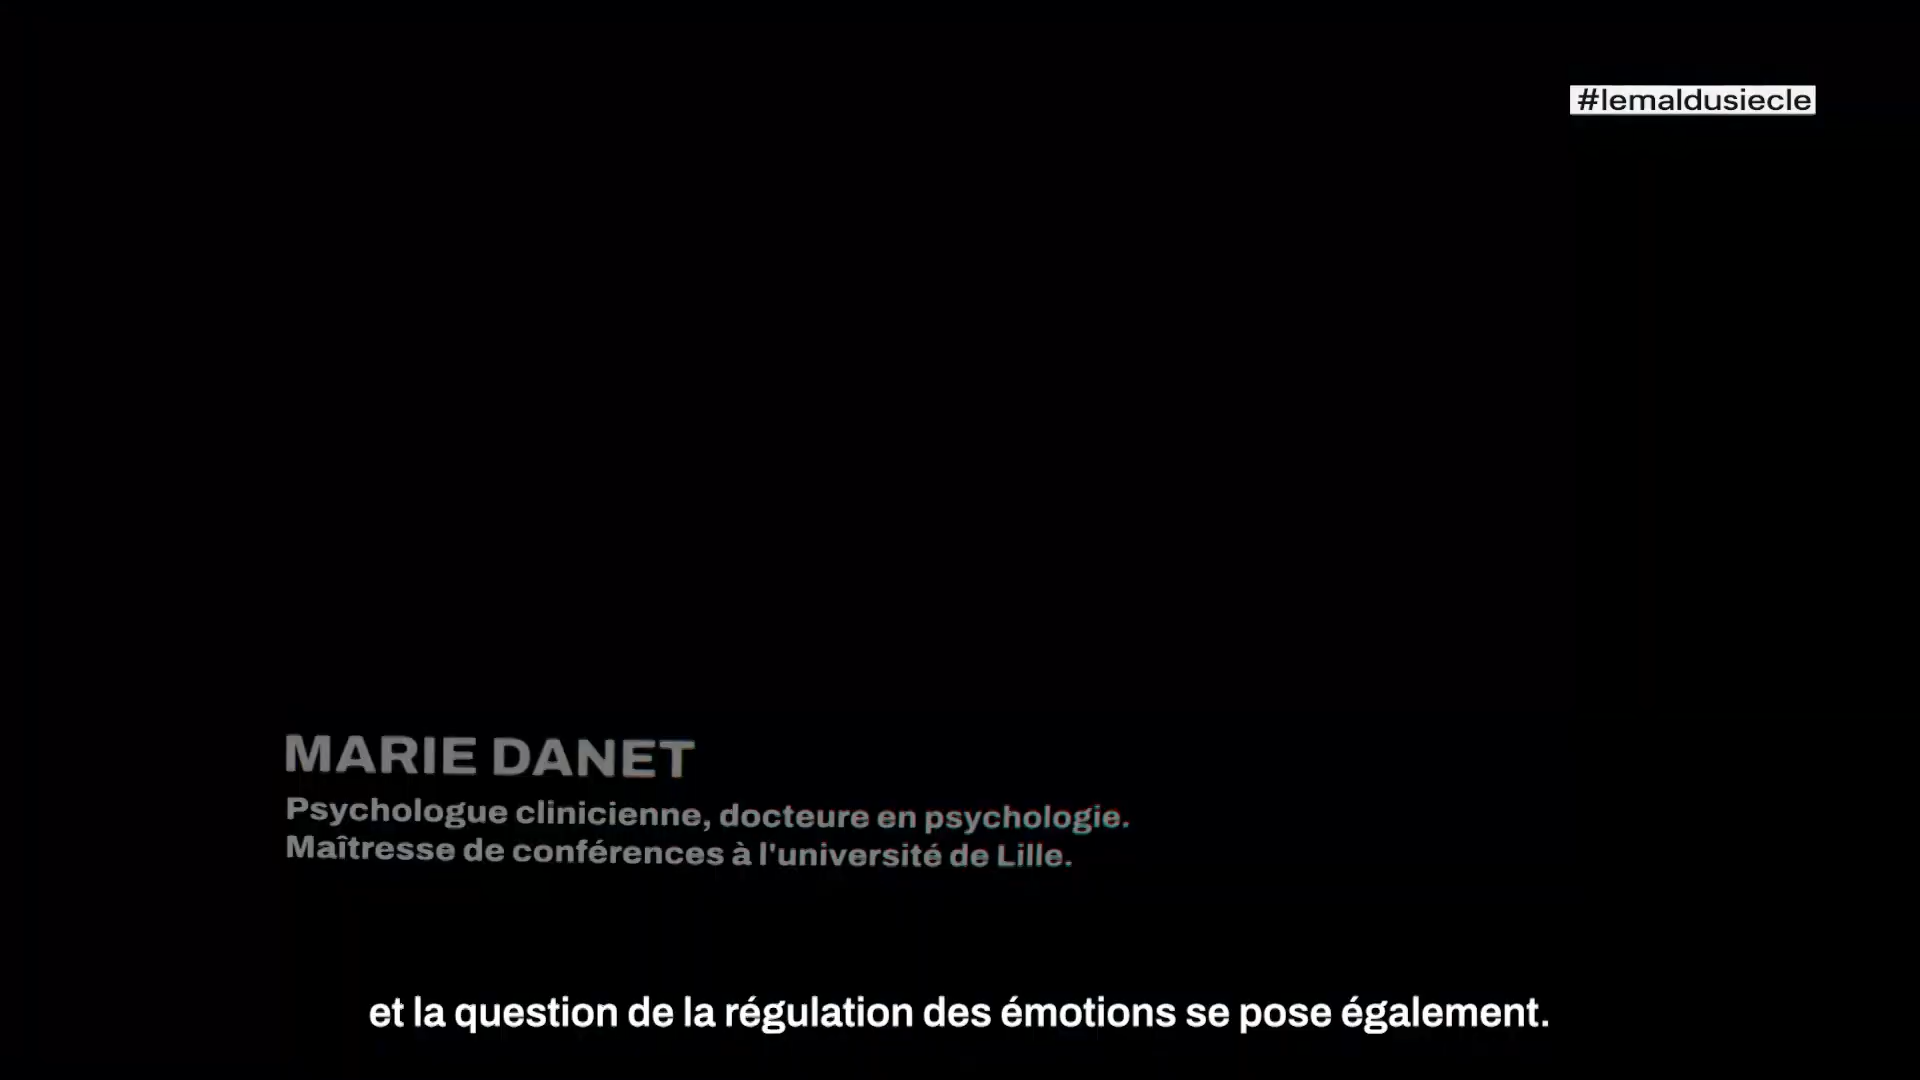 #lemaldusiecle
MARIE DANET
Psychologue clinicienne, docteure en psychologie.
Maîtresse de conférences à l'université de Lille.
et la question de la régulation des émotions se pose également.